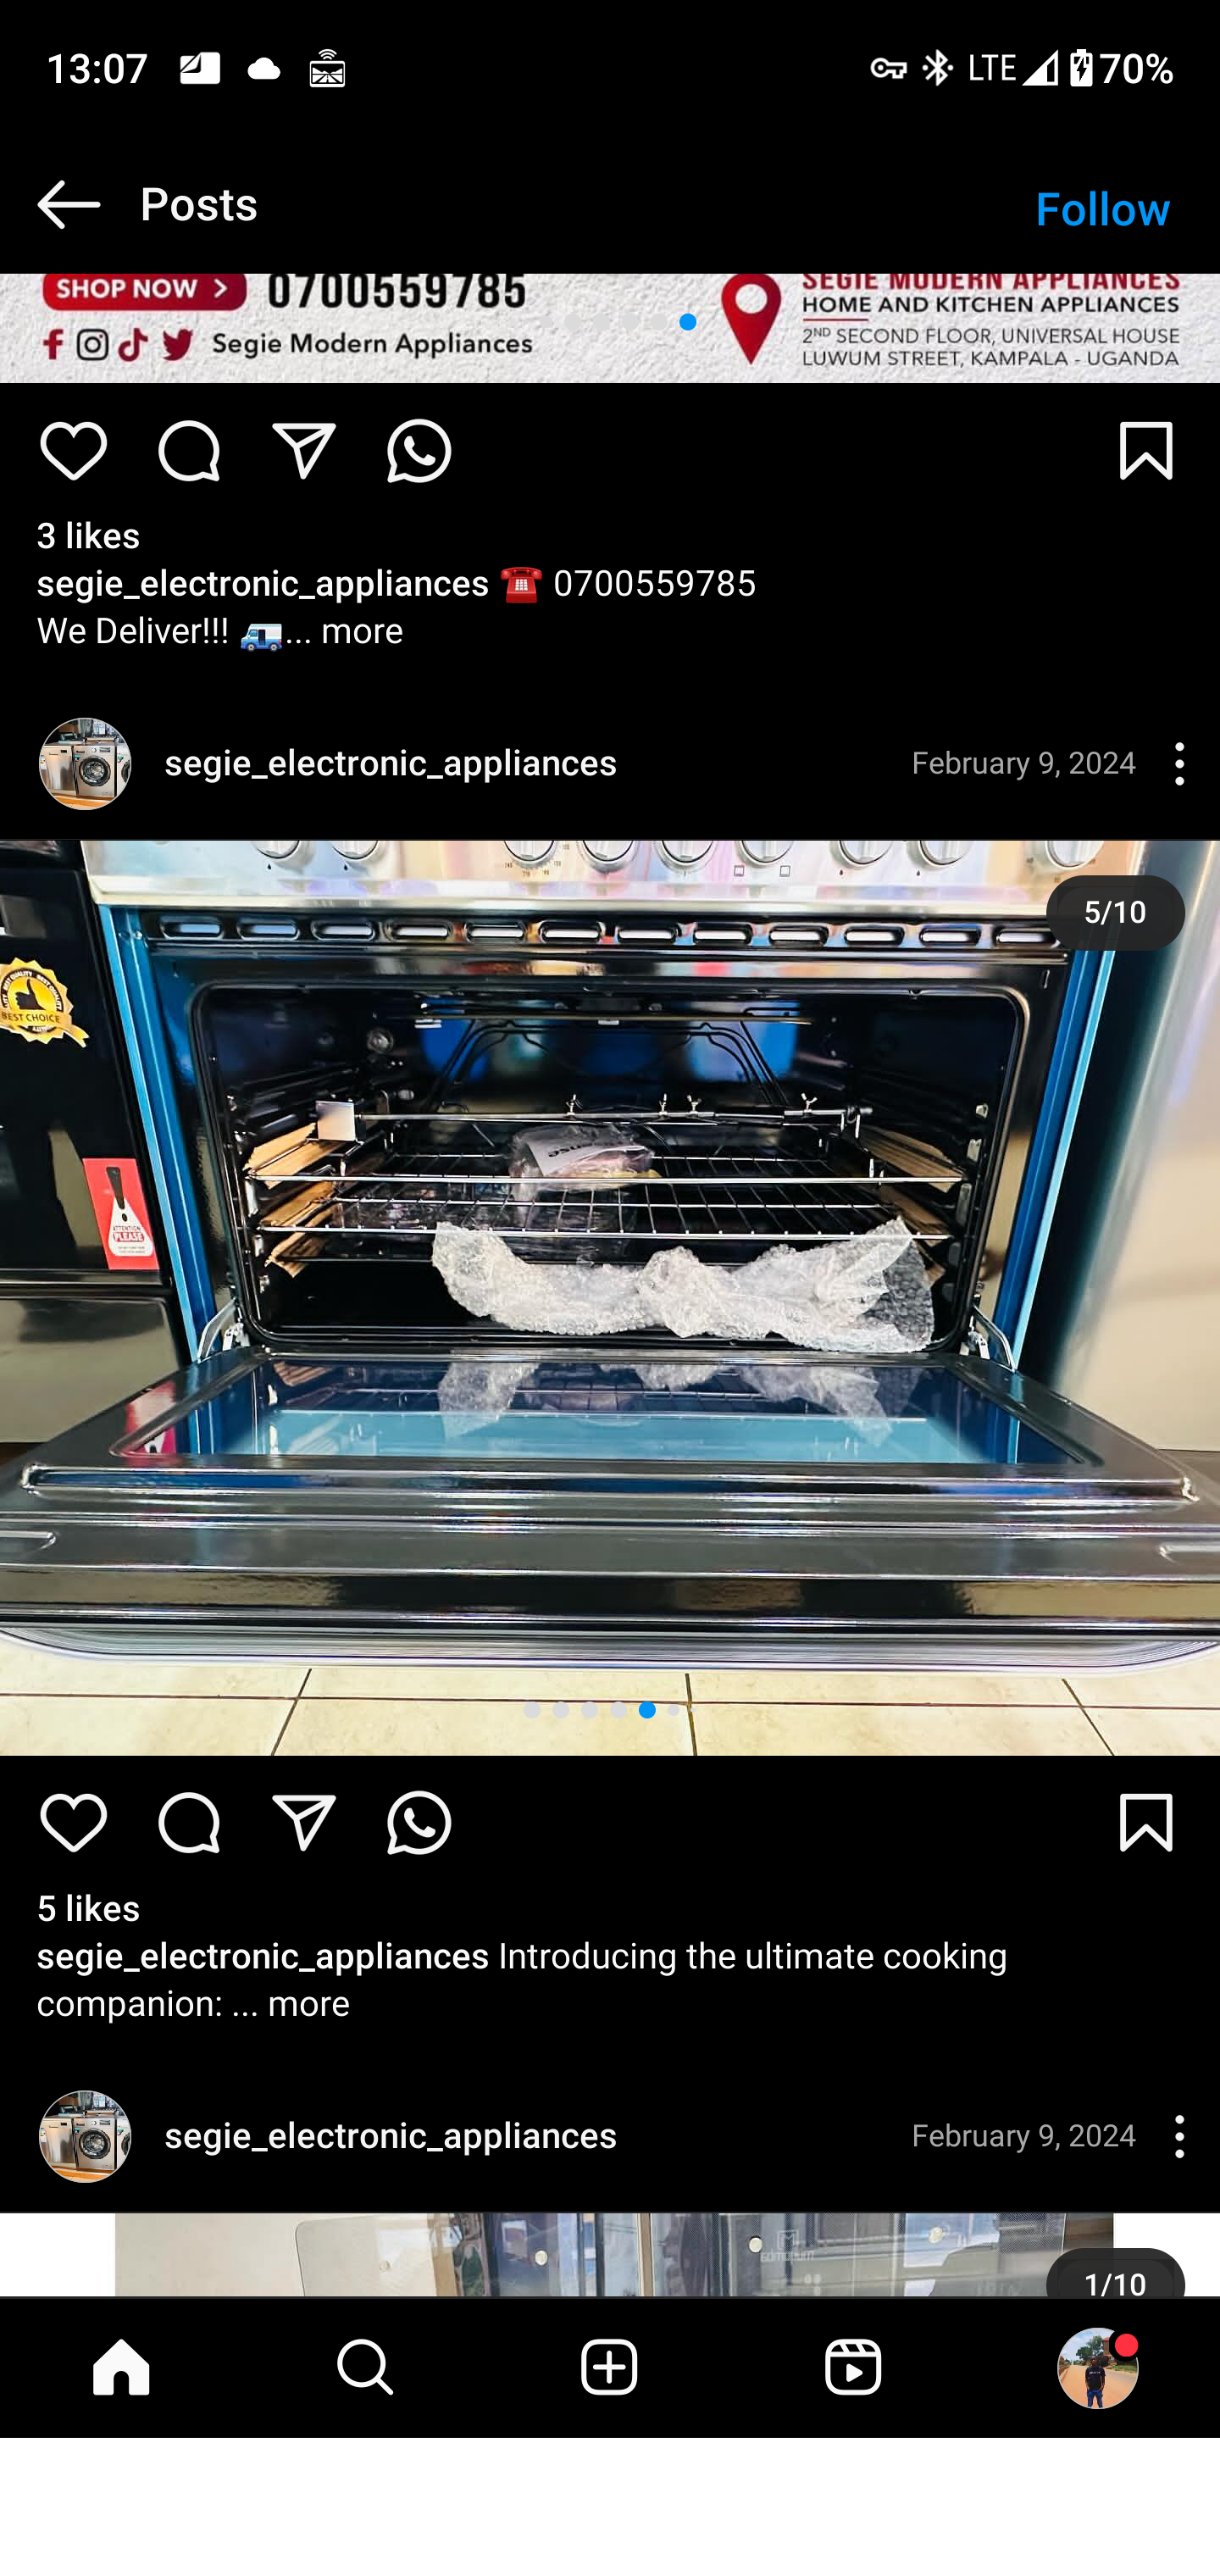 13:07
LTE 70%
Posts
Follow
SHOP NOW > 0700559785
Segie Modern Appliances
SEGIE MODERN APPLIANCES
HOME AND KITCHEN APPLIANCES
2ND SECOND FLOOR, UNIVERSAL HOUSE
LUWUM STREET, KAMPALA - UGANDA
3 likes
segie_electronic_appliances ☎️ 0700559785
We Deliver!!! 🚐... more
segie_electronic_appliances
February 9, 2024
5/10
BEST QUALITY
BEST CHOICE
ATTENTION
PLEASE
5 likes
segie_electronic_appliances Introducing the ultimate cooking
companion: ... more
segie_electronic_appliances
February 9, 2024
1/10